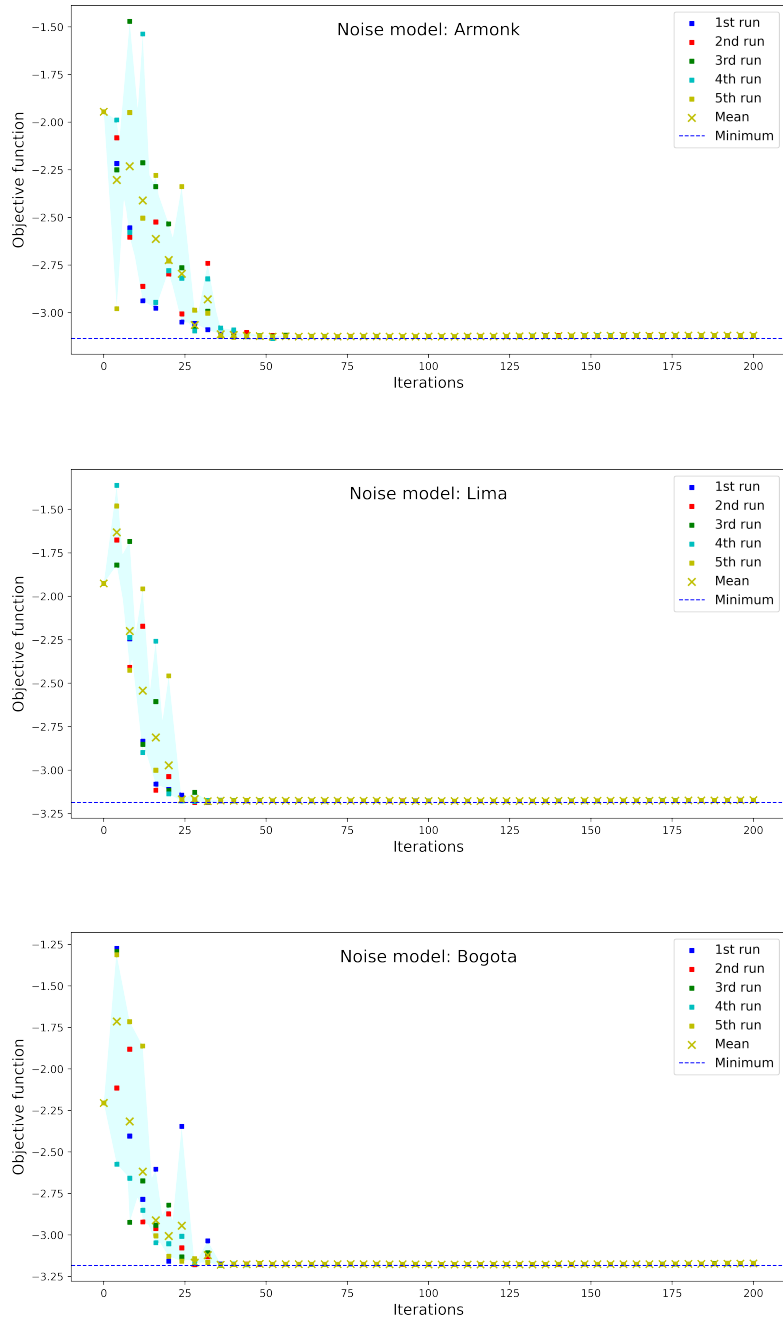 Noise model: Armonk
1st run
2nd run
3rd run
4th run
5th run
Mean
Minimum
−1.50
−1.75
−2.00
−2.25
−2.50
−2.75
−3.00
Objective function
0 25 50 75 100 125 150 175 200
Iterations
Noise model: Lima
1st run
2nd run
3rd run
4th run
5th run
Mean
Minimum
−1.50
−1.75
−2.00
−2.25
−2.50
−2.75
−3.00
−3.25
Objective function
0 25 50 75 100 125 150 175 200
Iterations
Noise model: Bogota
1st run
2nd run
3rd run
4th run
5th run
Mean
Minimum
−1.25
−1.50
−1.75
−2.00
−2.25
−2.50
−2.75
−3.00
−3.25
Objective function
0 25 50 75 100 125 150 175 200
Iterations